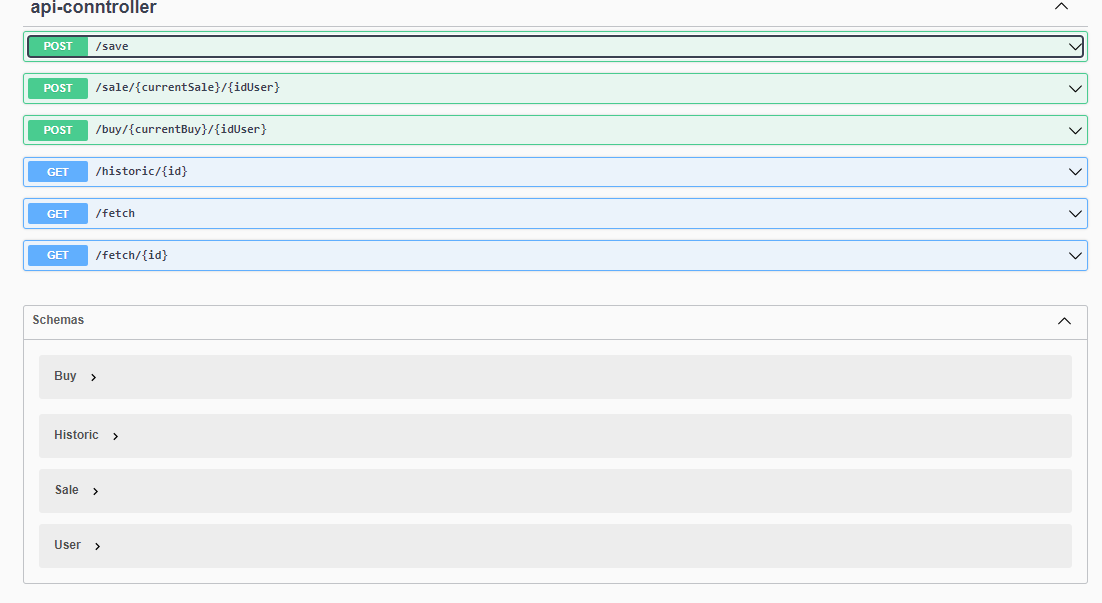 api-conntroller
POST /save
POST /sale/{currentSale}/{idUser}
POST /buy/{currentBuy}/{idUser}
GET /historic/{id}
GET /fetch
GET /fetch/{id}
Schemas
Buy
Historic
Sale
User